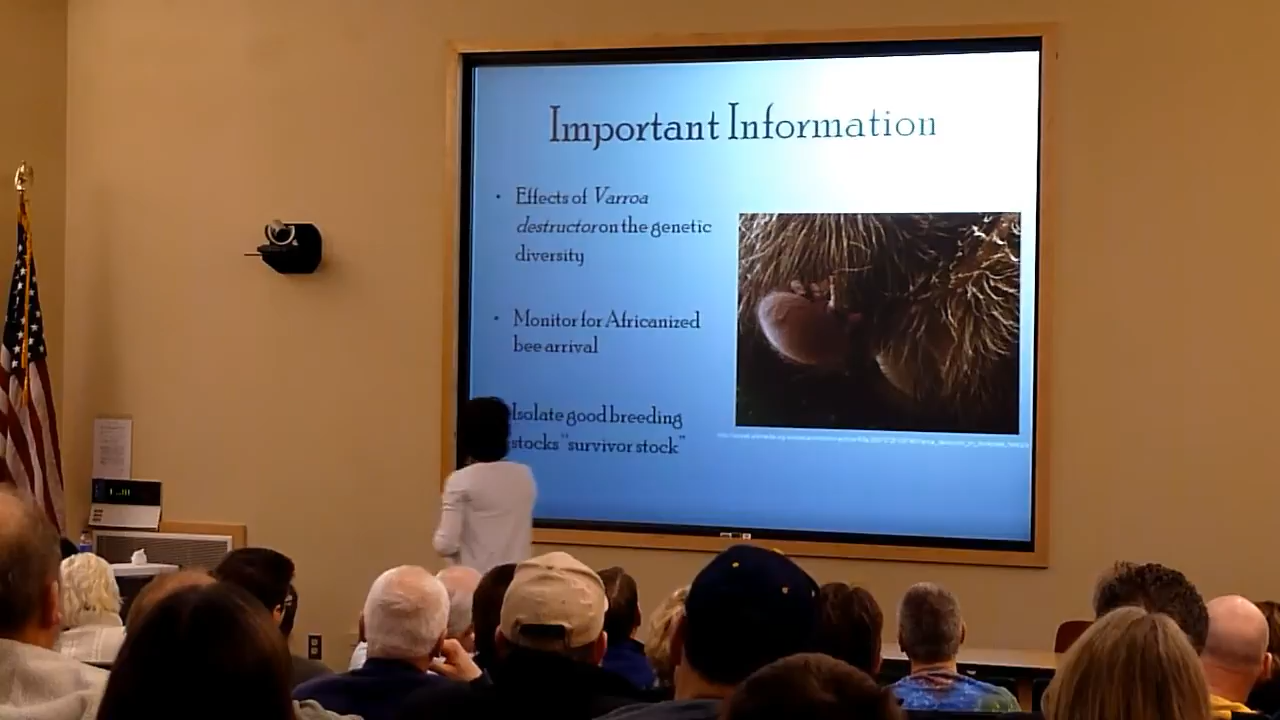 Important Information
• Effects of Varroa
destructor on the genetic
diversity
• Monitor for Africanized
bee arrival
Isolate good breeding
stocks "survivor stock"